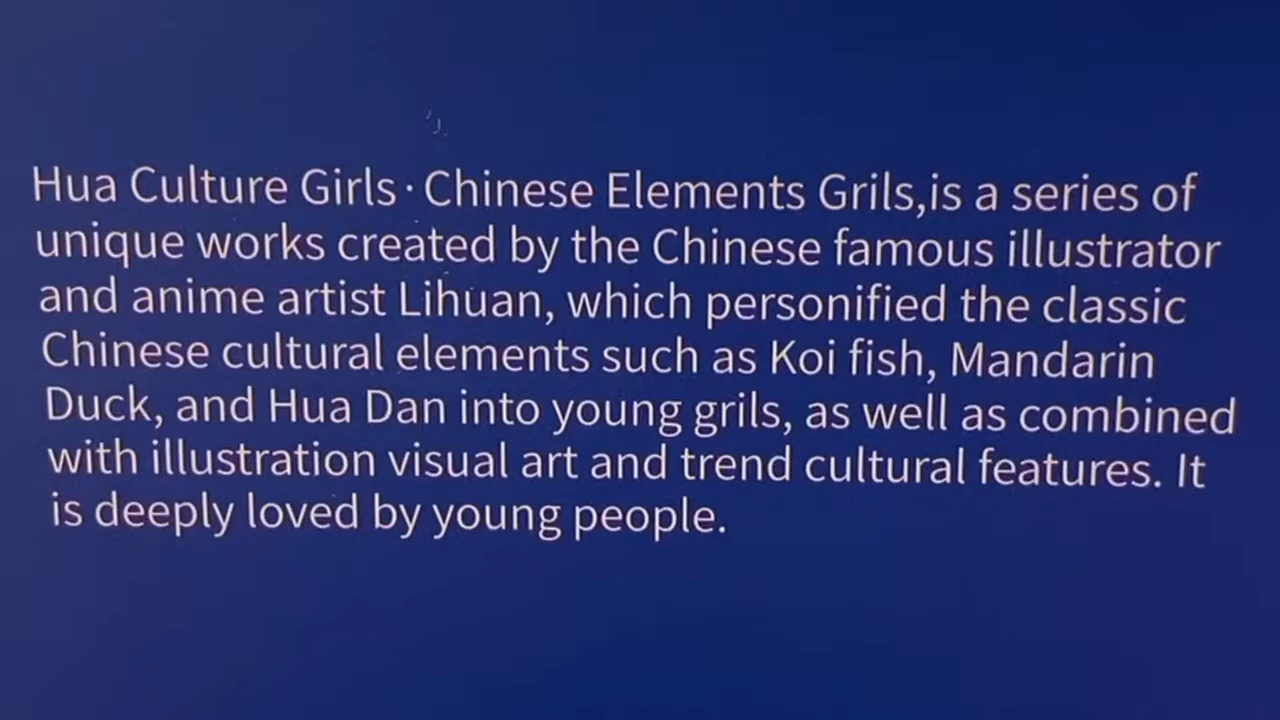 Hua Culture Girls · Chinese Elements Grils,is a series of
unique works created by the Chinese famous illustrator
and anime artist Lihuan, which personified the classic
Chinese cultural elements such as Koi fish, Mandarin
Duck, and Hua Dan into young grils, as well as combined
with illustration visual art and trend cultural features. It
is deeply loved by young people.